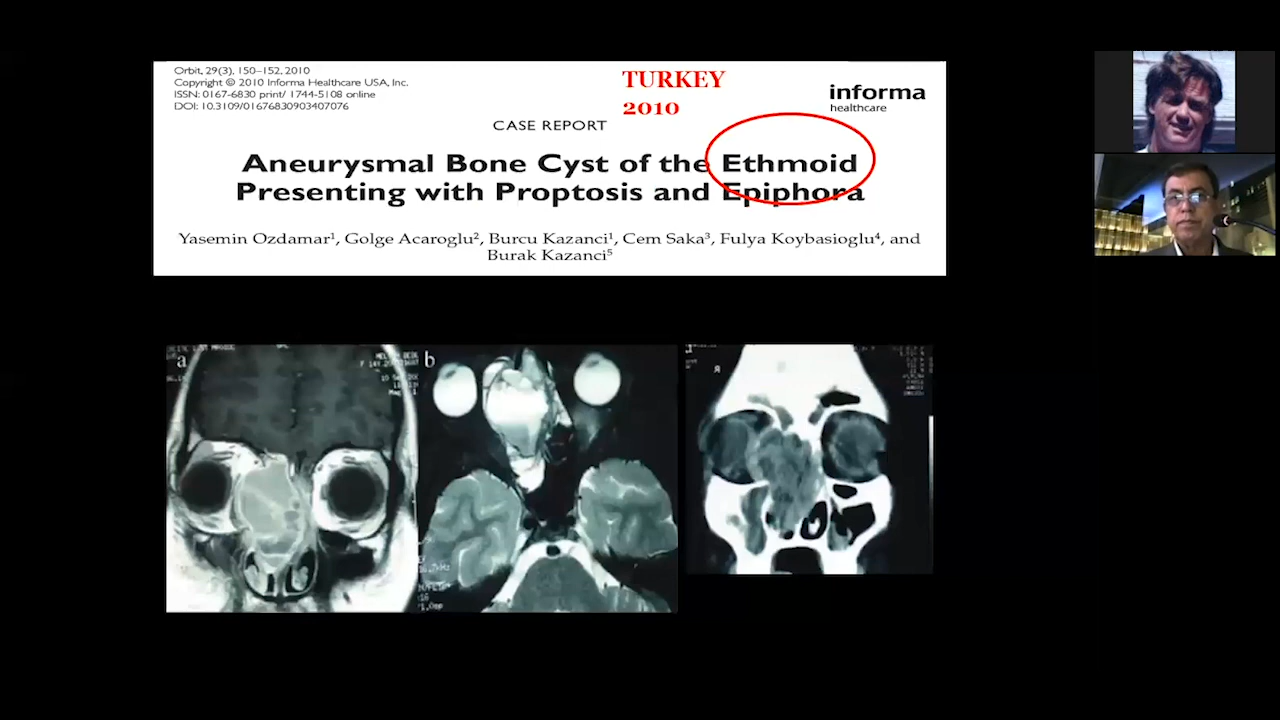 Orbit, 29(3), 150–152, 2010
Copyright © 2010 Informa Healthcare USA, Inc.
ISSN: 0167-6830 print/ 1744-5108 online
DOI: 10.3109/01676830903407076
TURKEY
2010
informa
healthcare
CASE REPORT
Aneurysmal Bone Cyst of the Ethmoid
Presenting with Proptosis and Epiphora
Yasemin Ozdamar¹, Golge Acaroglu², Burcu Kazanci¹, Cem Saka³, Fulya Koybasioglu⁴, and
Burak Kazanci⁵
a
b